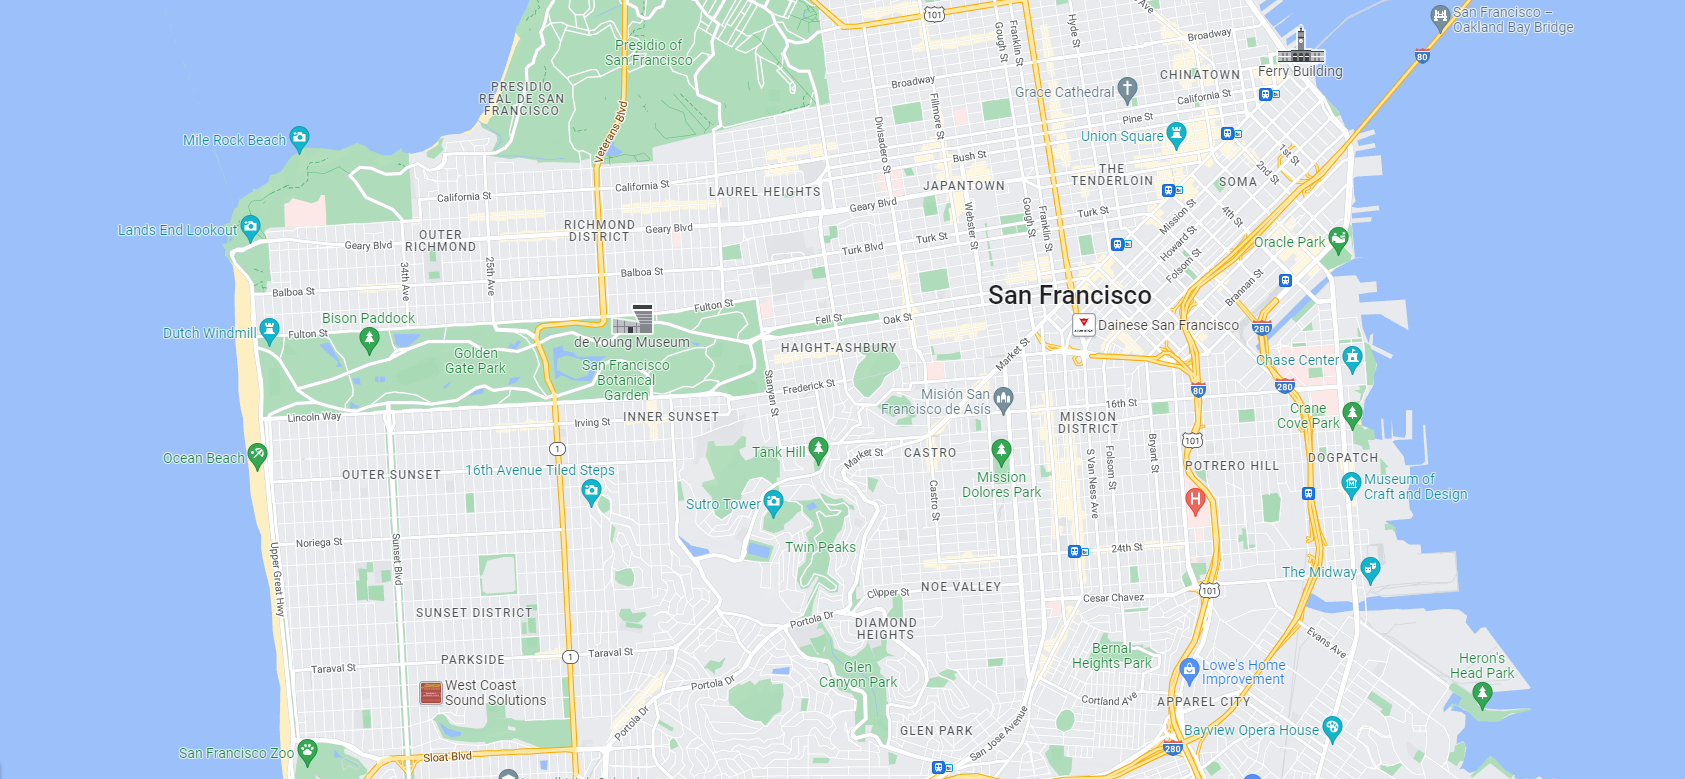 101
San Francisco –
Oakland Bay Bridge
Hyde St
Gough St
Franklin St
Broadway
80
Presidio of
San Francisco
Ferry Building
CHINATOWN
Broadway
Grace Cathedral
California St
PRESIDIO
REAL DE SAN
FRANCISCO
Fillmore St
Pine St
Veterans Blvd
Divisadero St
Union Square
Mile Rock Beach
Bush St
1st St
2nd St
THE
TENDERLOIN
SOMA
California St
California St
LAUREL HEIGHTS
JAPANTOWN
Geary Blvd
Webster St
Gough St
Franklin St
Turk St
Mission St
4th St
Lands End Lookout
OUTER
RICHMOND
RICHMOND
DISTRICT
Geary Blvd
Geary Blvd
Turk St
Turk Blvd
Howard St
Folsom St
Oracle Park
34th Ave
25th Ave
Balboa St
Balboa St
Brannan St
San Francisco
Fulton St
Bison Paddock
Dutch Windmill
Fulton St
Fell St
Oak St
Dainese San Francisco
280
de Young Museum
HAIGHT-ASHBURY
Market St
Golden
Gate Park
San Francisco
Botanical
Garden
Chase Center
Stanyan St
Frederick St
80
280
Misión San
Francisco de Asís
16th St
Crane
Cove Park
Lincoln Way
Irving St
INNER SUNSET
MISSION
DISTRICT
101
1
Ocean Beach
Tank Hill
Market St
CASTRO
Bryant St
DOGPATCH
OUTER SUNSET
16th Avenue Tiled Steps
S Van Ness Ave
Folsom St
POTRERO HILL
Mission
Dolores Park
Museum of
Craft and Design
Castro St
Sutro Tower
H
Noriega St
Sunset Blvd
Upper Great Hwy
Twin Peaks
24th St
The Midway
NOE VALLEY
Clipper St
Cesar Chavez
101
SUNSET DISTRICT
Portola Dr
DIAMOND
HEIGHTS
Evans Ave
PARKSIDE
Taraval St
1
Taraval St
Bernal
Heights Park
Glen
Canyon Park
Lowe's Home
Improvement
Heron's
Head Park
West Coast
Sound Solutions
Portola Dr
Cortland Ave
APPAREL CITY
Portola Dr
GLEN PARK
San Jose Avenue
Bayview Opera House
San Francisco Zoo
Sloat Blvd
280